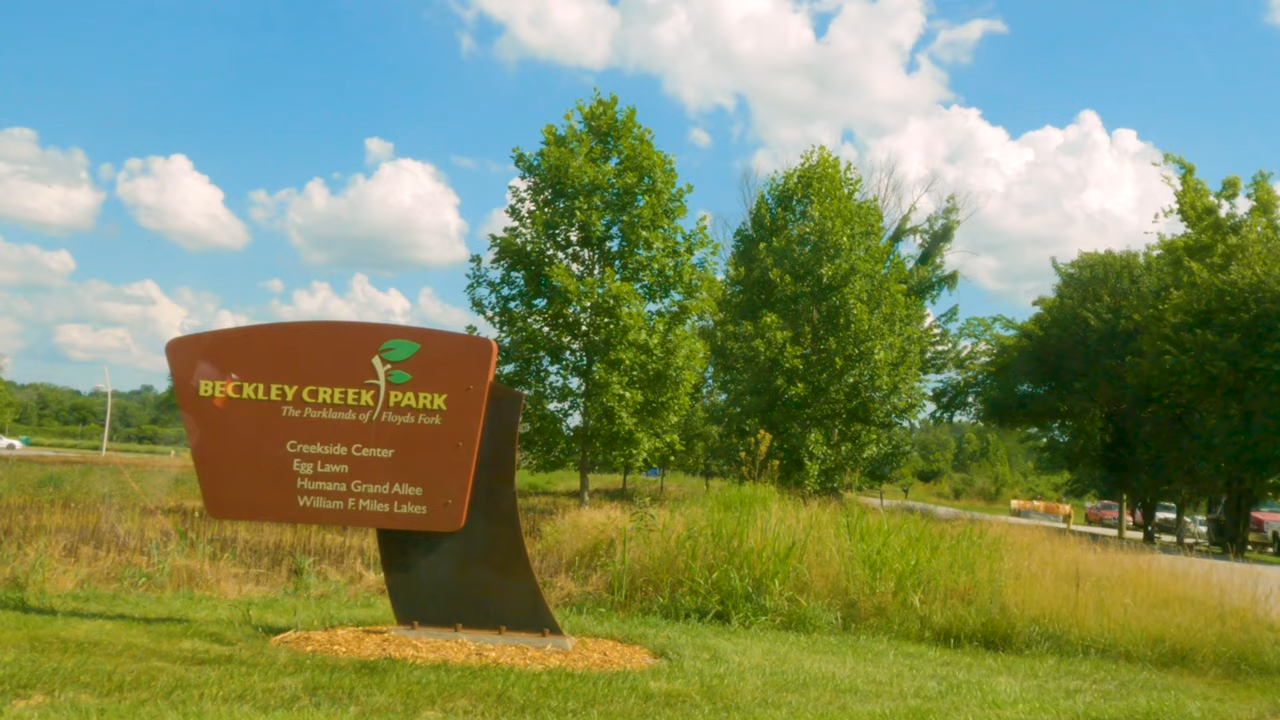 BECKLEY CREEK PARK
The Parklands of Floyds Fork
Creekside Center
Egg Lawn
Humana Grand Allee
William F. Miles Lakes